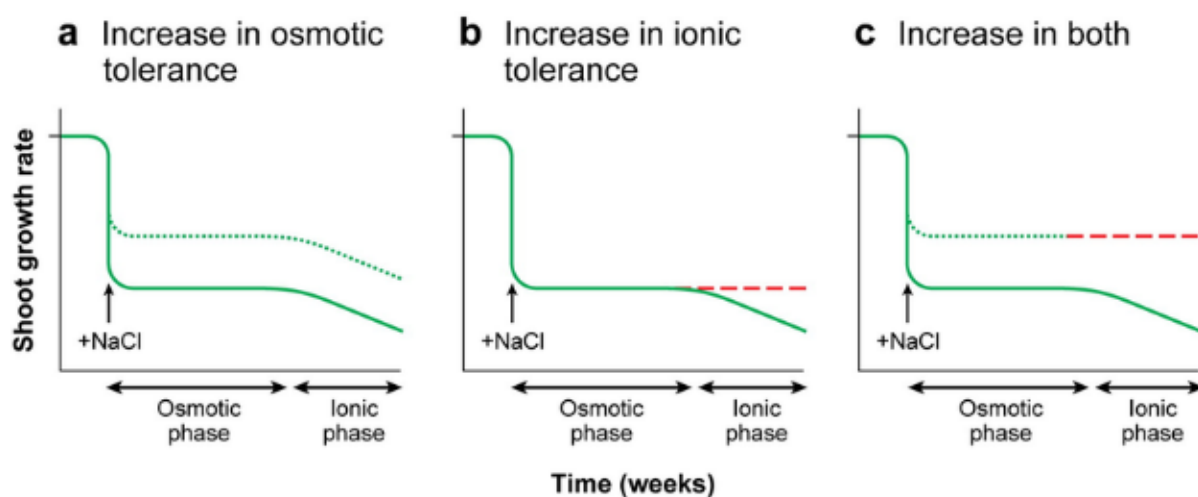 a Increase in osmotic
tolerance
b Increase in ionic
tolerance
c Increase in both
Shoot growth rate
+NaCl
Osmotic
phase
Ionic
phase
+NaCl
Osmotic
phase
Ionic
phase
+NaCl
Osmotic
phase
Ionic
phase
Time (weeks)